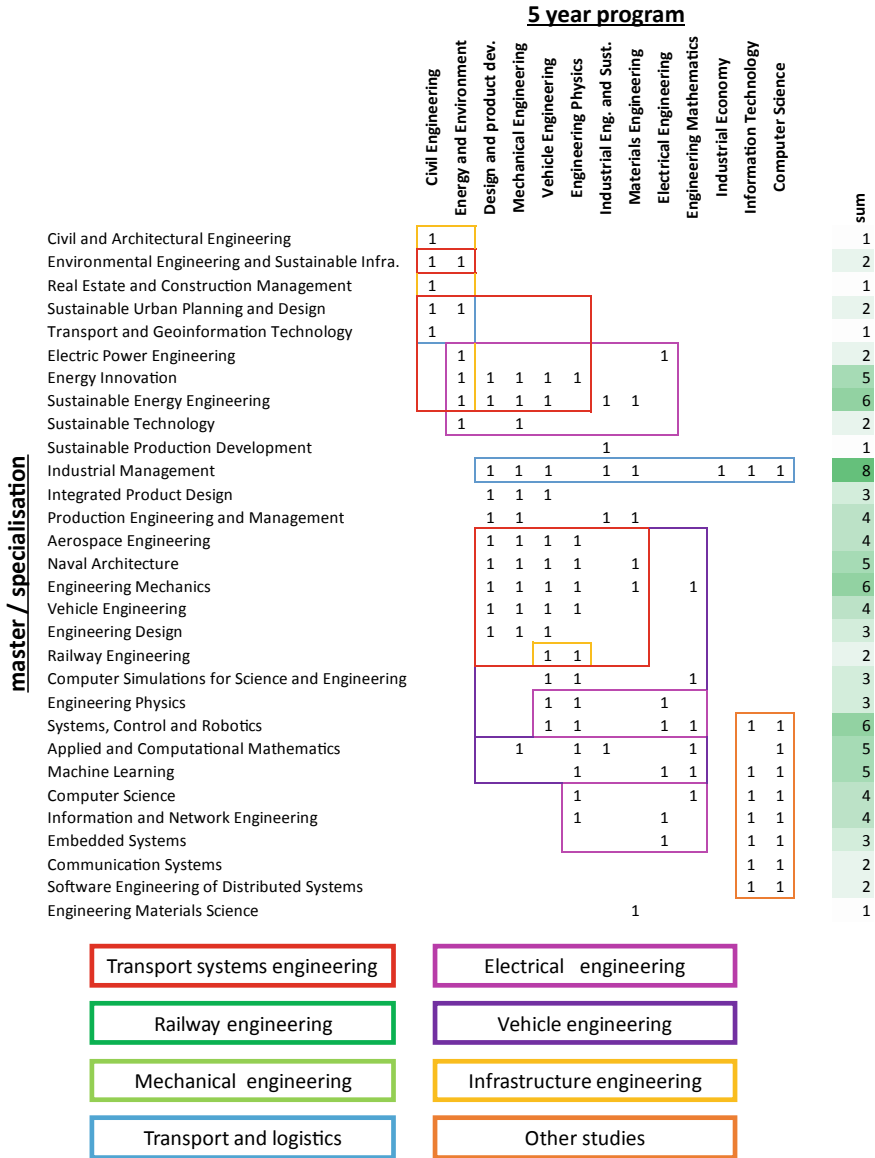 5 year program
Civil Engineering
Energy and Environment
Design and product dev.
Mechanical Engineering
Vehicle Engineering
Engineering Physics
Industrial Eng. and Sust.
Materials Engineering
Electrical Engineering
Engineering Mathematics
Industrial Economy
Information Technology
Computer Science
sum
master / specialisation
Civil and Architectural Engineering 1 1
Environmental Engineering and Sustainable Infra. 1 1 2
Real Estate and Construction Management 1 1
Sustainable Urban Planning and Design 1 1 2
Transport and Geoinformation Technology 1 1
Electric Power Engineering 1 1 2
Energy Innovation 1 1 1 1 1 5
Sustainable Energy Engineering 1 1 1 1 1 1 6
Sustainable Technology 1 1 2
Sustainable Production Development 1 1
Industrial Management 1 1 1 1 1 1 1 1 8
Integrated Product Design 1 1 1 3
Production Engineering and Management 1 1 1 1 4
Aerospace Engineering 1 1 1 1 4
Naval Architecture 1 1 1 1 1 5
Engineering Mechanics 1 1 1 1 1 1 6
Vehicle Engineering 1 1 1 1 4
Engineering Design 1 1 1 3
Railway Engineering 1 1 2
Computer Simulations for Science and Engineering 1 1 1 3
Engineering Physics 1 1 1 3
Systems, Control and Robotics 1 1 1 1 1 1 6
Applied and Computational Mathematics 1 1 1 1 1 5
Machine Learning 1 1 1 1 1 5
Computer Science 1 1 1 1 4
Information and Network Engineering 1 1 1 1 4
Embedded Systems 1 1 1 3
Communication Systems 1 1 2
Software Engineering of Distributed Systems 1 1 2
Engineering Materials Science 1 1
Transport systems engineering
Electrical engineering
Railway engineering
Vehicle engineering
Mechanical engineering
Infrastructure engineering
Transport and logistics
Other studies